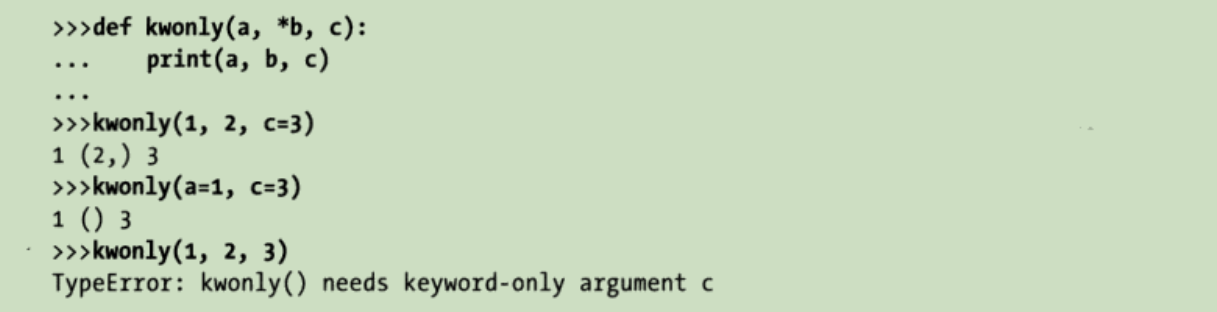 >>>def kwonly(a, *b, c):
...     print(a, b, c)
...
>>>kwonly(1, 2, c=3)
1 (2,) 3
>>>kwonly(a=1, c=3)
1 () 3
>>>kwonly(1, 2, 3)
TypeError: kwonly() needs keyword-only argument c